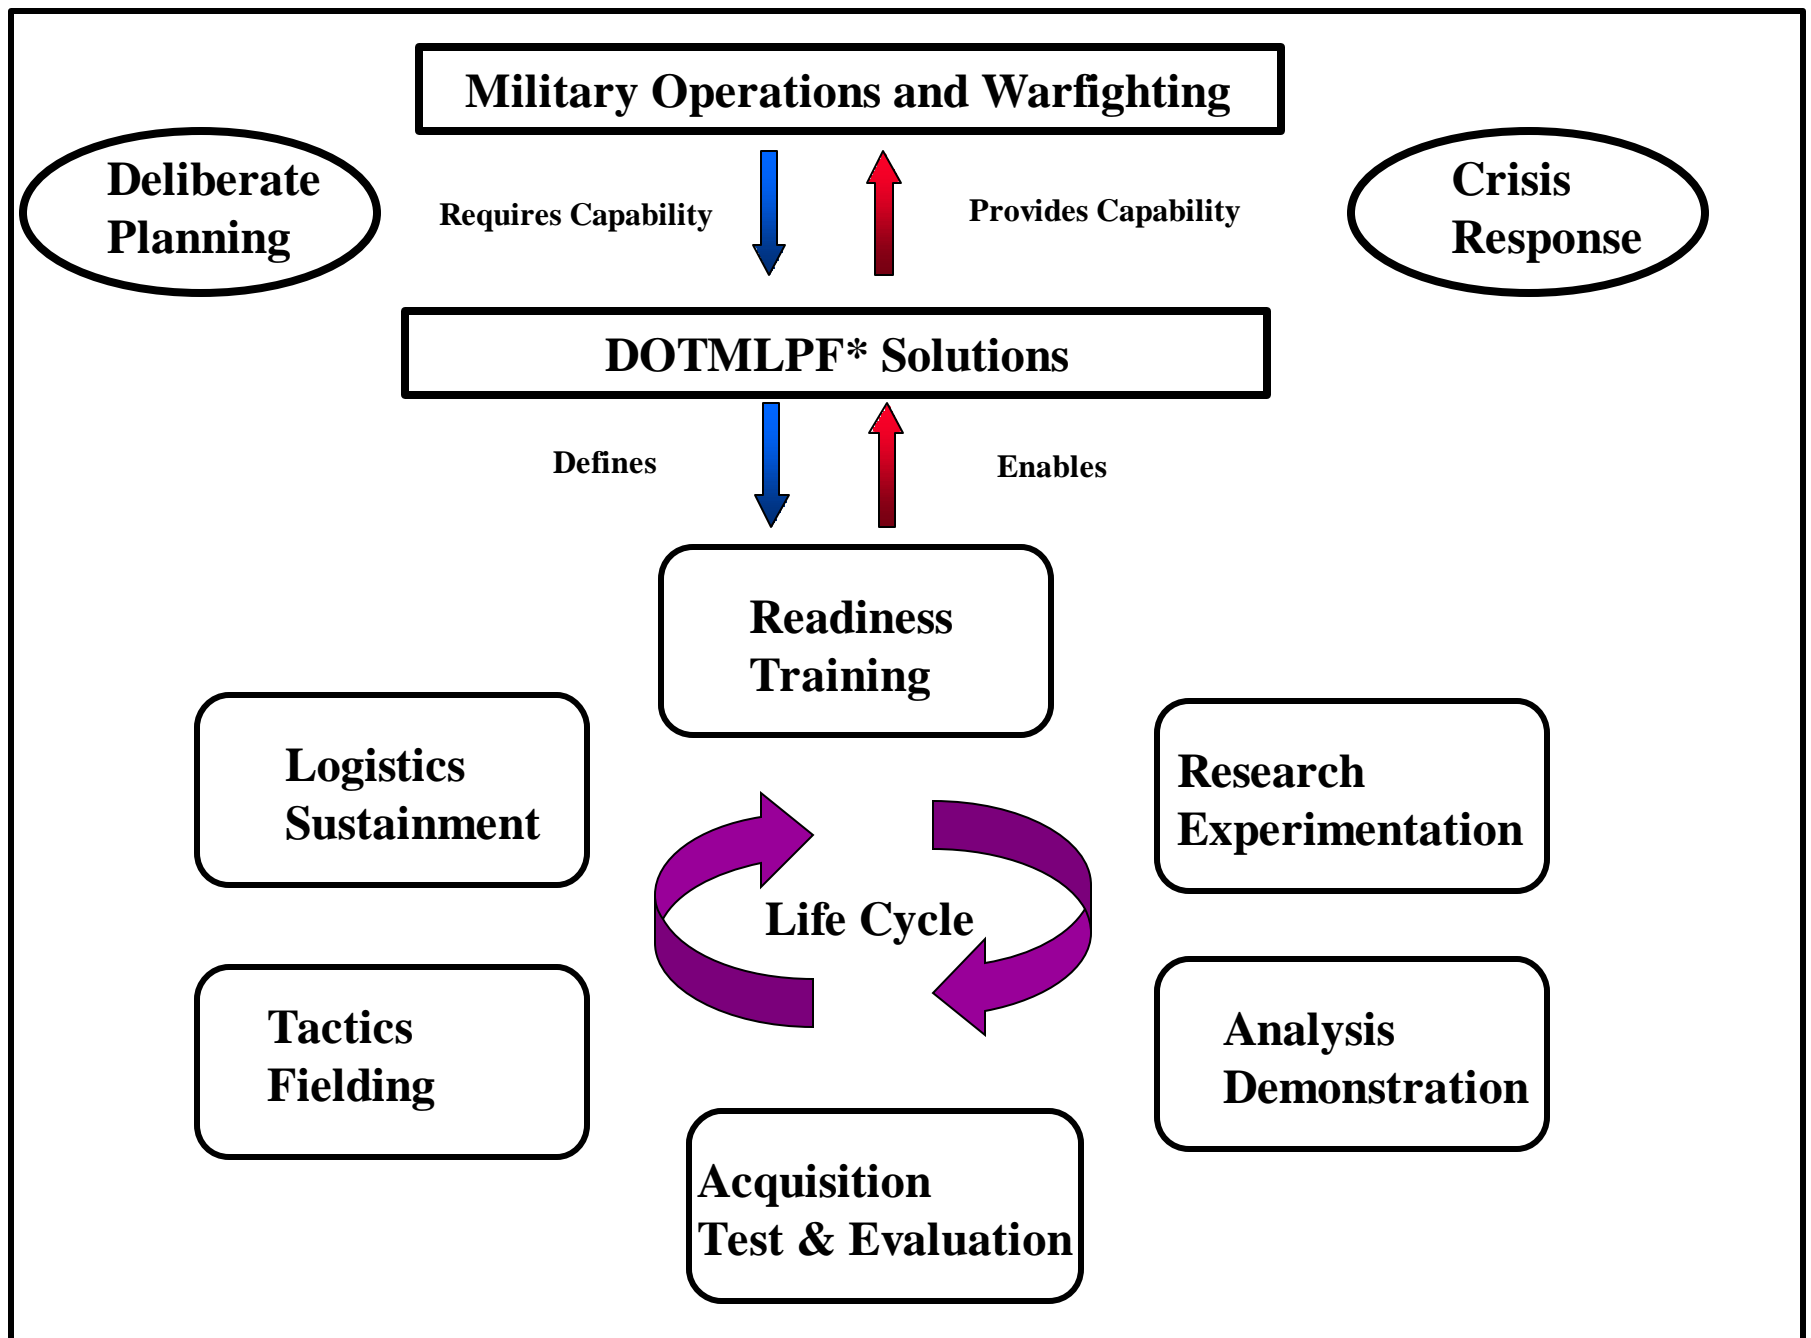 Military Operations and Warfighting
Deliberate
Planning
Requires Capability
Provides Capability
Crisis
Response
DOTMLPF* Solutions
Defines
Enables
Readiness
Training
Logistics
Sustainment
Research
Experimentation
Life Cycle
Tactics
Fielding
Analysis
Demonstration
Acquisition
Test & Evaluation